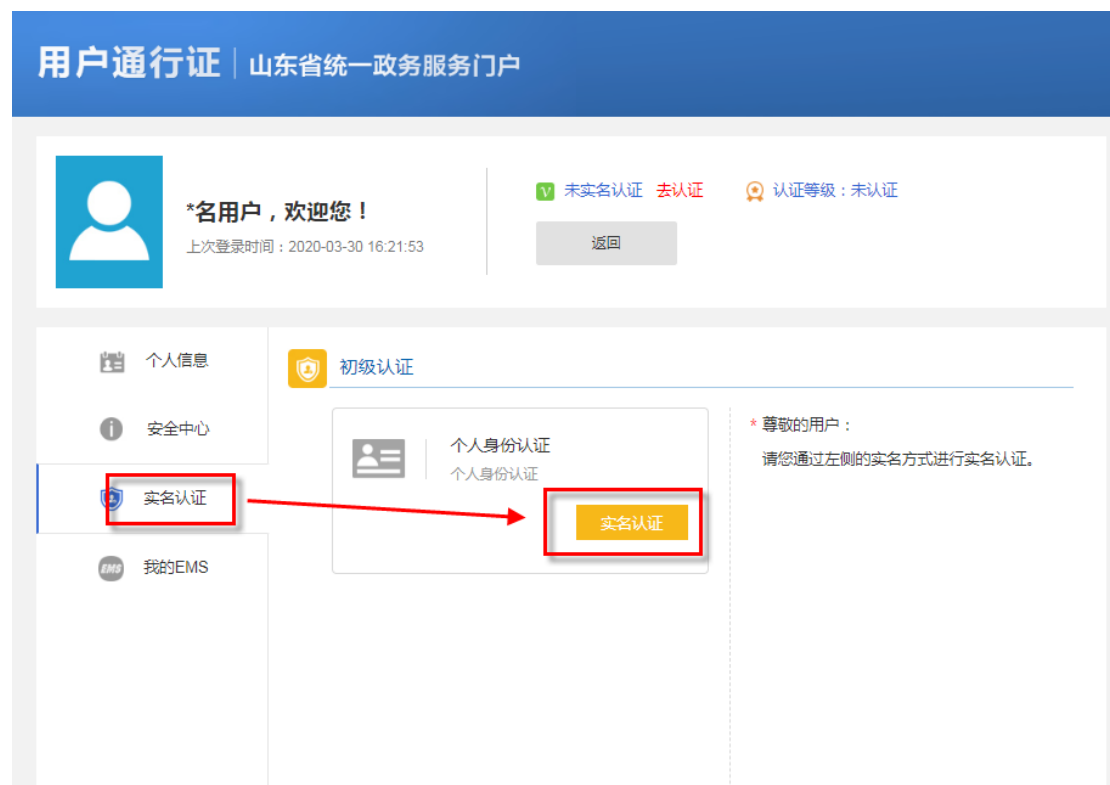 用户通行证 山东省统一政务服务门户
*名用户，欢迎您！
上次登录时间：2020-03-30 16:21:53
未实名认证 去认证 认证等级：未认证
返回
个人信息
安全中心
实名认证
我的EMS
初级认证
个人身份认证
个人身份认证
实名认证
* 尊敬的用户：
请您通过左侧的实名方式进行实名认证。